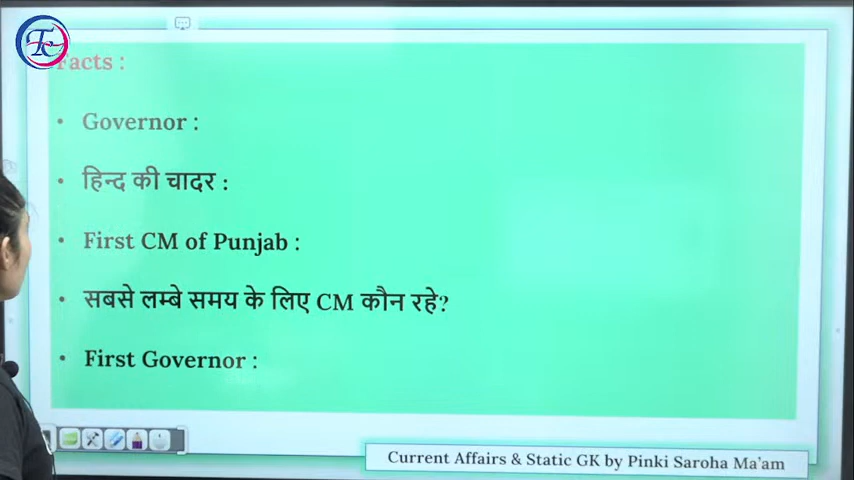 Facts :
• Governor :
• हिन्द की चादर :
• First CM of Punjab :
• सबसे लम्बे समय के लिए CM कौन रहे?
• First Governor :
Current Affairs & Static GK by Pinki Saroha Ma'am